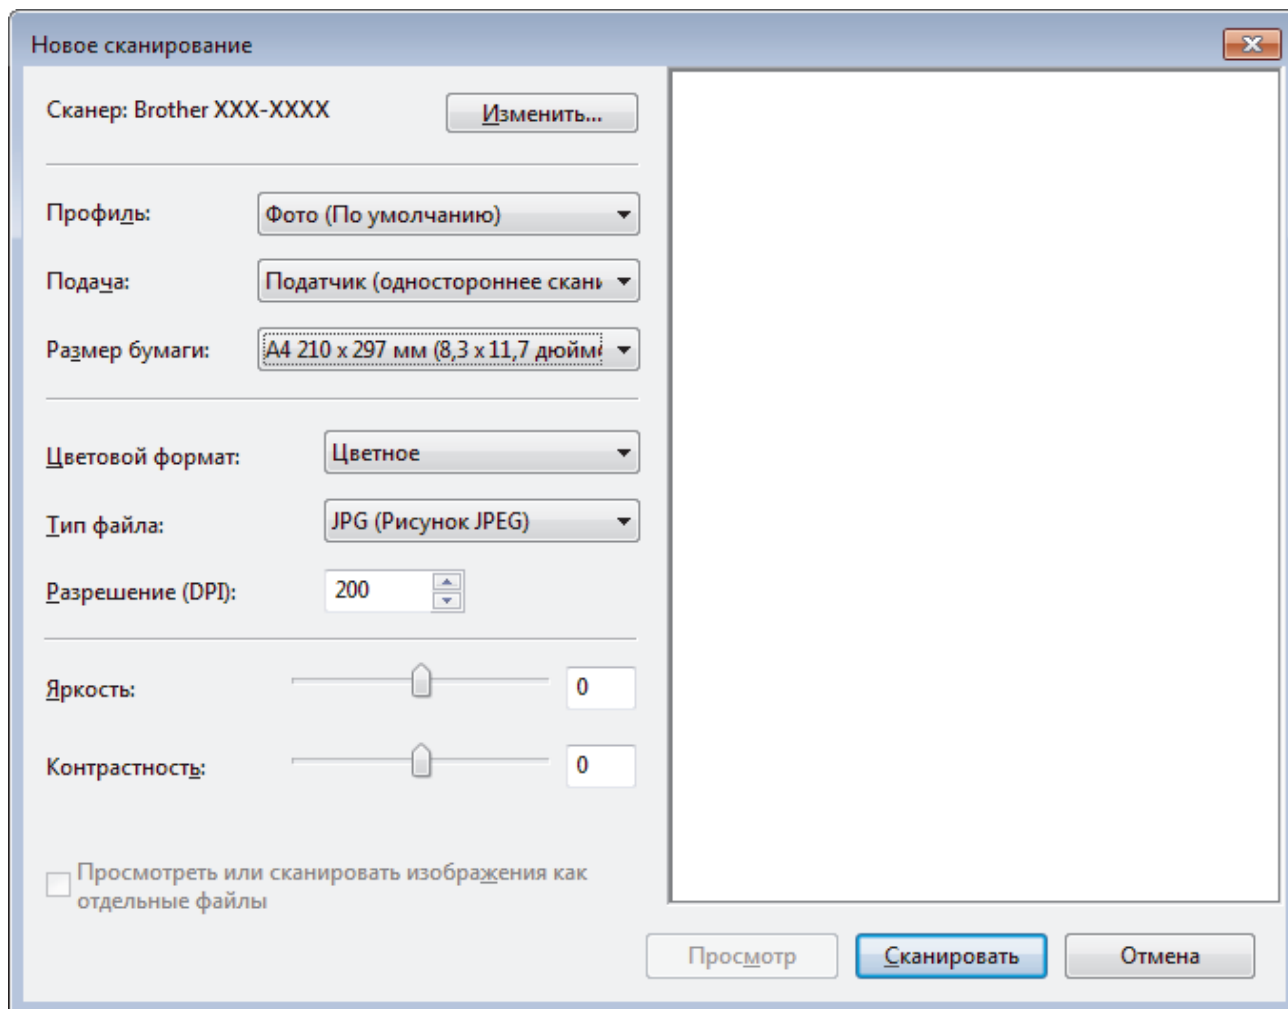 Новое сканирование
Сканер: Brother XXX-XXXX
Изменить...
Профиль: Фото (По умолчанию)
Подача: Податчик (одностороннее скани
Размер бумаги: A4 210 x 297 мм (8,3 x 11,7 дюйм
Цветовой формат: Цветное
Тип файла: JPG (Рисунок JPEG)
Разрешение (DPI): 200
Яркость: 0
Контрастность: 0
Просмотреть или сканировать изображения как
отдельные файлы
Просмотр Сканировать Отмена